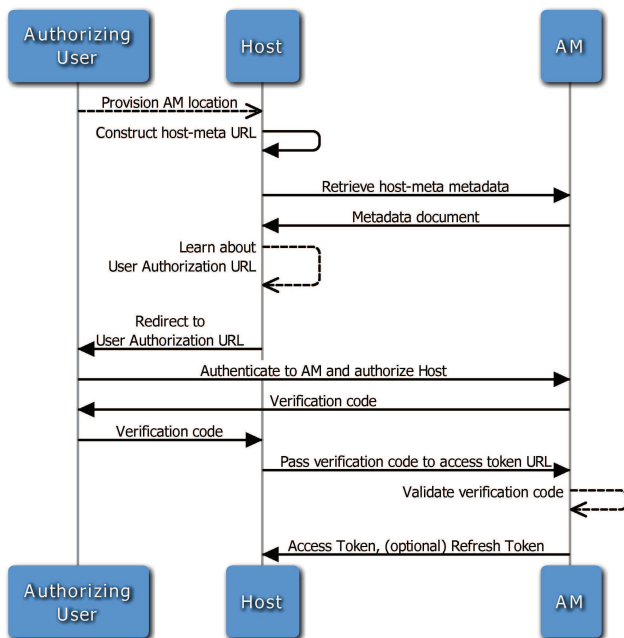 Authorizing
User
Host
AM
Provision AM location
Construct host-meta URL
Retrieve host-meta metadata
Metadata document
Learn about
User Authorization URL
Redirect to
User Authorization URL
Authenticate to AM and authorize Host
Verification code
Verification code
Pass verification code to access token URL
Validate verification code
Access Token, (optional) Refresh Token
Authorizing
User
Host
AM